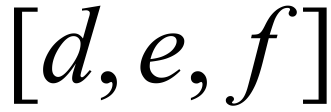 [d, e, f]